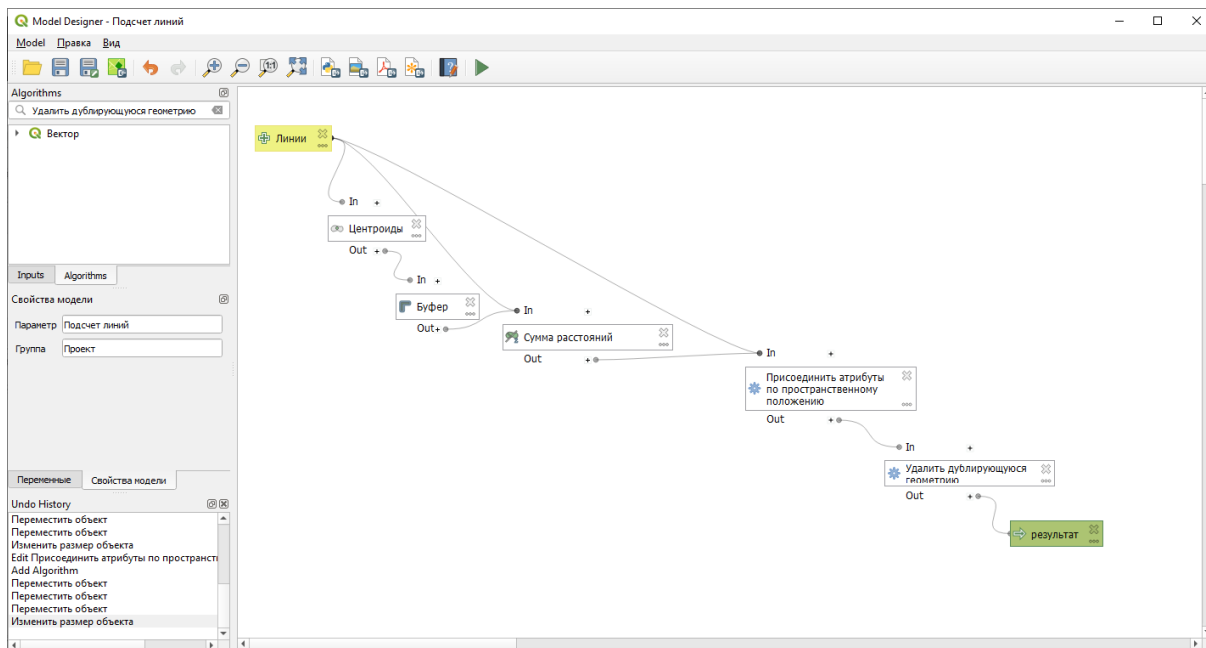 Model Designer - Подсчет линий
Model Правка Вид
Algorithms
Удалить дублирующуюся геометрию
Вектор
Inputs Algorithms
Свойства модели
Параметр Подсчет линий
Группа Проект
Переменные Свойства модели
Undo History
Переместить объект
Переместить объект
Изменить размер объекта
Edit Присоединить атрибуты по пространст
Add Algorithm
Переместить объект
Переместить объект
Переместить объект
Изменить размер объекта
Линии
In +
Центроиды
Out +
In +
Буфер
Out +
In +
Сумма расстояний
Out +
In +
Присоединить атрибуты
по пространственному
положению
Out +
In +
Удалить дублирующуюся
геометрию
Out +
результат